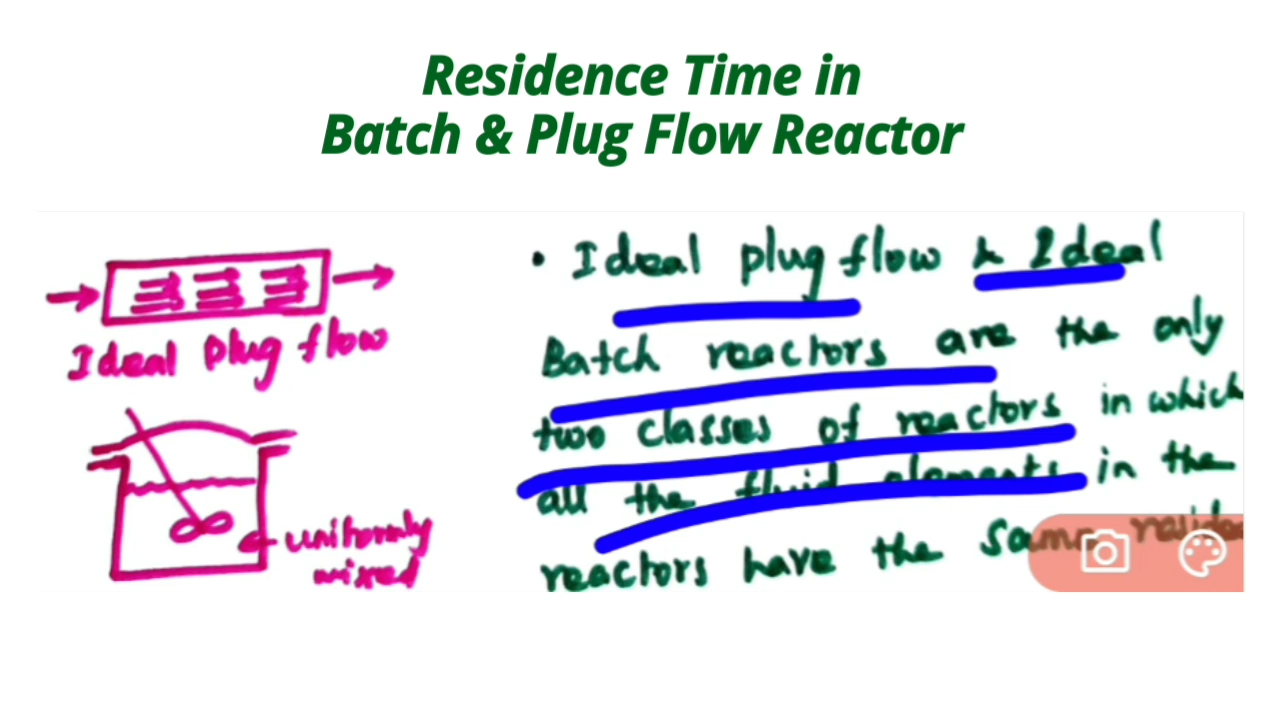 Residence Time in
Batch & Plug Flow Reactor
Ideal plug flow
uniformly
mixed
• Ideal plug flow & Ideal
Batch reactors are the only
two classes of reactors in which
all the fluid elements in the
reactors have the same